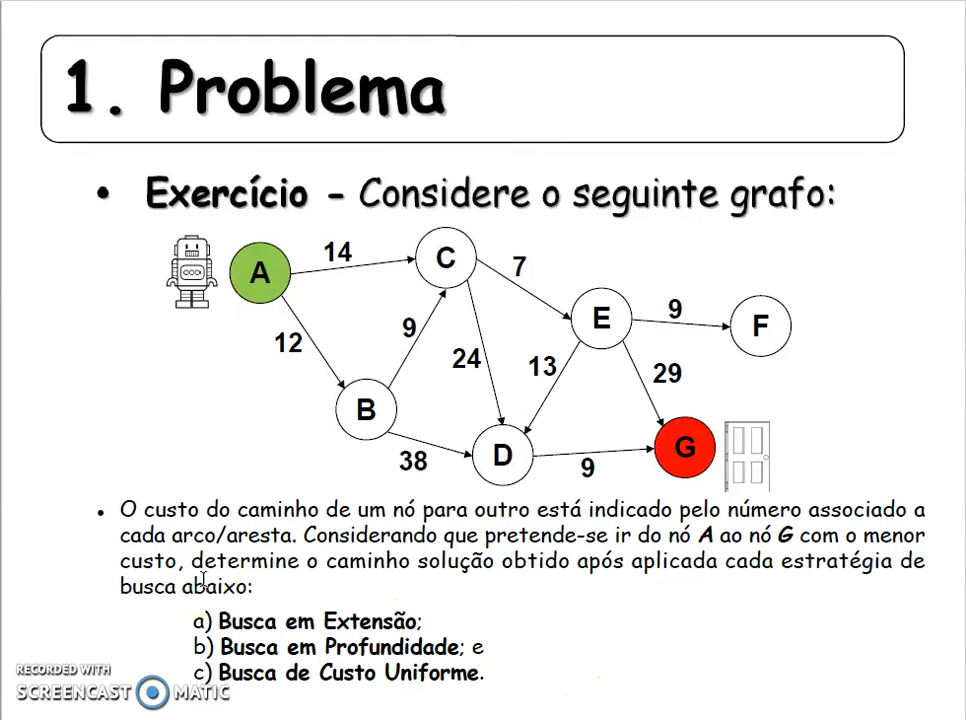 1. Problema
• Exercício - Considere o seguinte grafo:
A
14
C
7
E
9
F
12
9
24
13
29
B
38
D
9
G
• O custo do caminho de um nó para outro está indicado pelo número associado a
cada arco/aresta. Considerando que pretende-se ir do nó A ao nó G com o menor
custo, determine o caminho solução obtido após aplicada cada estratégia de
busca abaixo:
a) Busca em Extensão;
b) Busca em Profundidade; e
c) Busca de Custo Uniforme.
RECORDED WITH
SCREENCAST MATIC